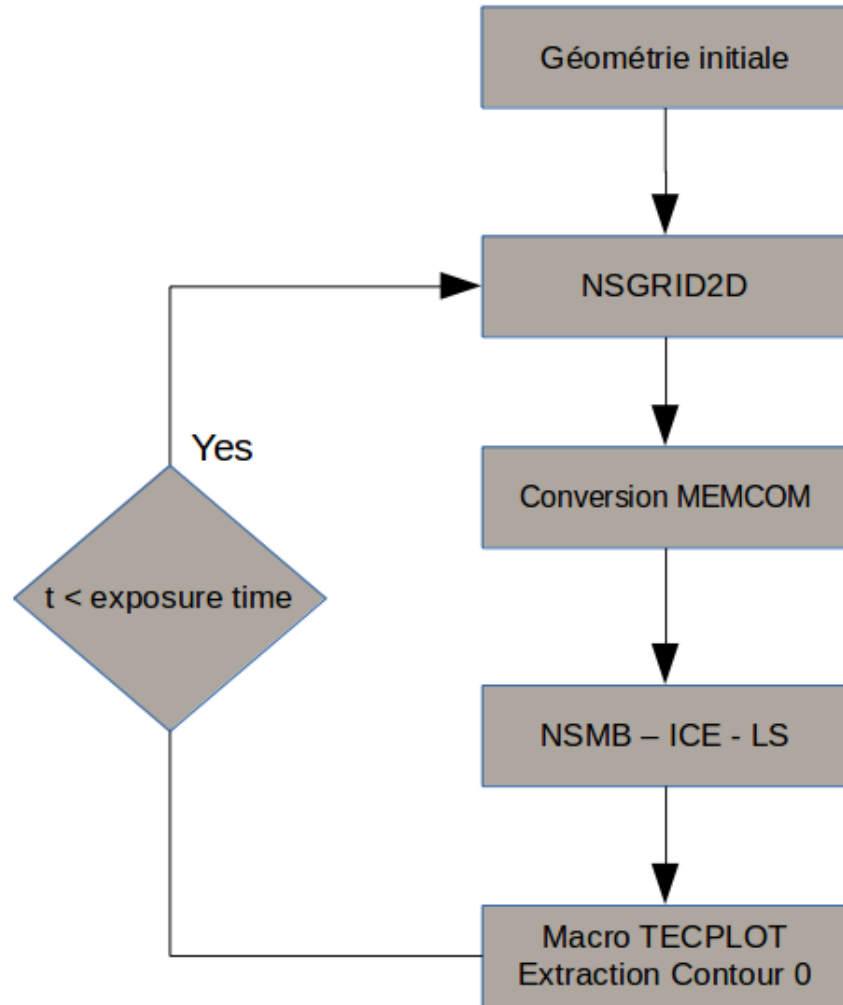 Géométrie initiale
NSGRID2D
Yes
Conversion MEMCOM
t < exposure time
NSMB – ICE - LS
Macro TECPLOT
Extraction Contour 0